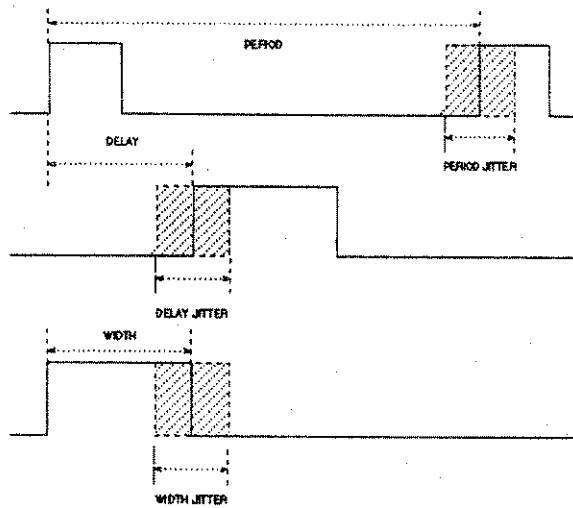 PERIOD
DELAY
PERIOD JITTER
DELAY JITTER
WIDTH
WIDTH JITTER